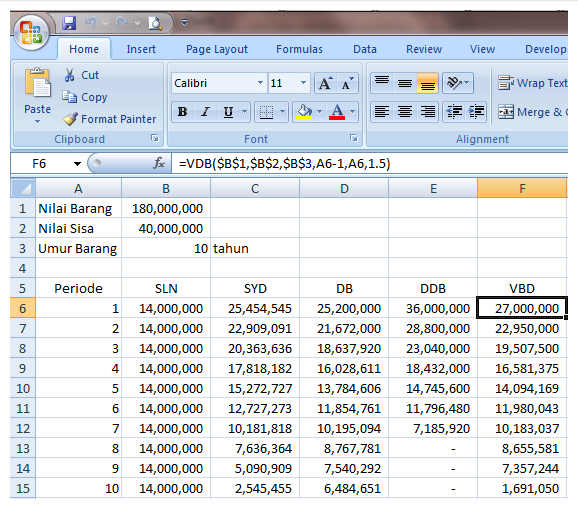 Home Insert Page Layout Formulas Data Review View Develop
Cut
Copy
Format Painter
Paste
Clipboard
Calibri 11 A A
B I U A
Font
Wrap Text
Merge &
Alignment
F6 fx =VDB($B$1,$B$2,$B$3,A6-1,A6,1.5)
A B C D E F
1 Nilai Barang 180,000,000
2 Nilai Sisa 40,000,000
3 Umur Barang 10 tahun
4
5 Periode SLN SYD DB DDB VBD
6 1 14,000,000 25,454,545 25,200,000 36,000,000 27,000,000
7 2 14,000,000 22,909,091 21,672,000 28,800,000 22,950,000
8 3 14,000,000 20,363,636 18,637,920 23,040,000 19,507,500
9 4 14,000,000 17,818,182 16,028,611 18,432,000 16,581,375
10 5 14,000,000 15,272,727 13,784,606 14,745,600 14,094,169
11 6 14,000,000 12,727,273 11,854,761 11,796,480 11,980,043
12 7 14,000,000 10,181,818 10,195,094 7,185,920 10,183,037
13 8 14,000,000 7,636,364 8,767,781 - 8,655,581
14 9 14,000,000 5,090,909 7,540,292 - 7,357,244
15 10 14,000,000 2,545,455 6,484,651 - 1,691,050